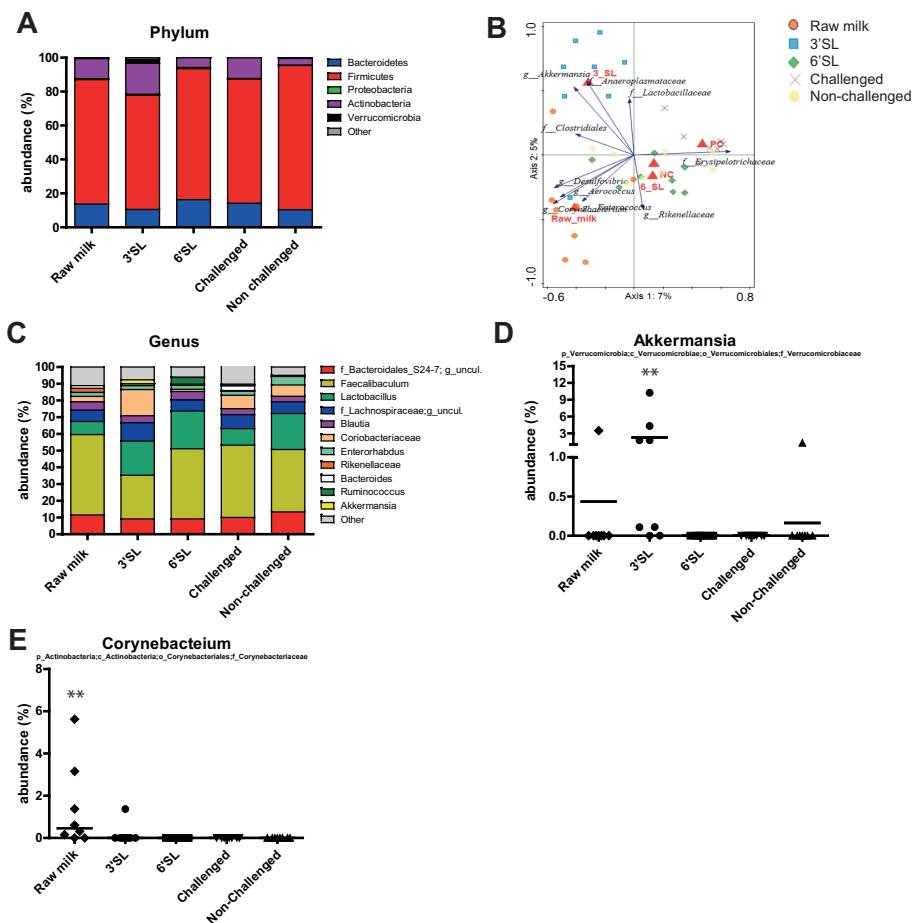 A
Phylum
abundance (%)
100
80
60
40
20
0
Raw milk
3'SL
6'SL
Challenged
Non challenged
Bacteroidetes
Firmicutes
Proteobacteria
Actinobacteria
Verrucomicrobia
Other
B
1.0
-1.0
Axis 2: 5%
-0.6
Axis 1: 7%
0.8
g__Akkermansia
3_SL
f__Anaeroplasmataceae
f__Lactobacillaceae
f__Clostridiales
PC
f__Erysipelotrichaceae
NC
6_SL
g__Desulfovibrio
g__Aerococcus
g__Corynebacterium
g__Enterococcus
Raw_milk
g__Rikenellaceae
Raw milk
3'SL
6'SL
Challenged
Non-challenged
C
Genus
abundance (%)
100
90
80
70
60
50
40
30
20
10
0
Raw milk
3'SL
6'SL
Challenged
Non-challenged
f_Bacteroidales_S24-7; g_uncul.
Faecalibaculum
Lactobacillus
f_Lachnospiraceae;g_uncul.
Blautia
Coriobacteriaceae
Enterorhabdus
Rikenellaceae
Bacteroides
Ruminococcus
Akkermansia
Other
D
Akkermansia
p_Verrucomicrobia;c_Verrucomicrobiae;o_Verrucomicrobiales;f_Verrucomicrobiaceae
abundance (%)
15
12
9
6
3
1.0
0.5
0.0
**
Raw milk
3'SL
6'SL
Challenged
Non-Challenged
E
Corynebacteium
p_Actinobacteria;c_Actinobacteria;o_Corynebacteriales;f_Corynebacteriaceae
abundance (%)
8
6
4
2
0
**
Raw milk
3'SL
6'SL
Challenged
Non-Challenged